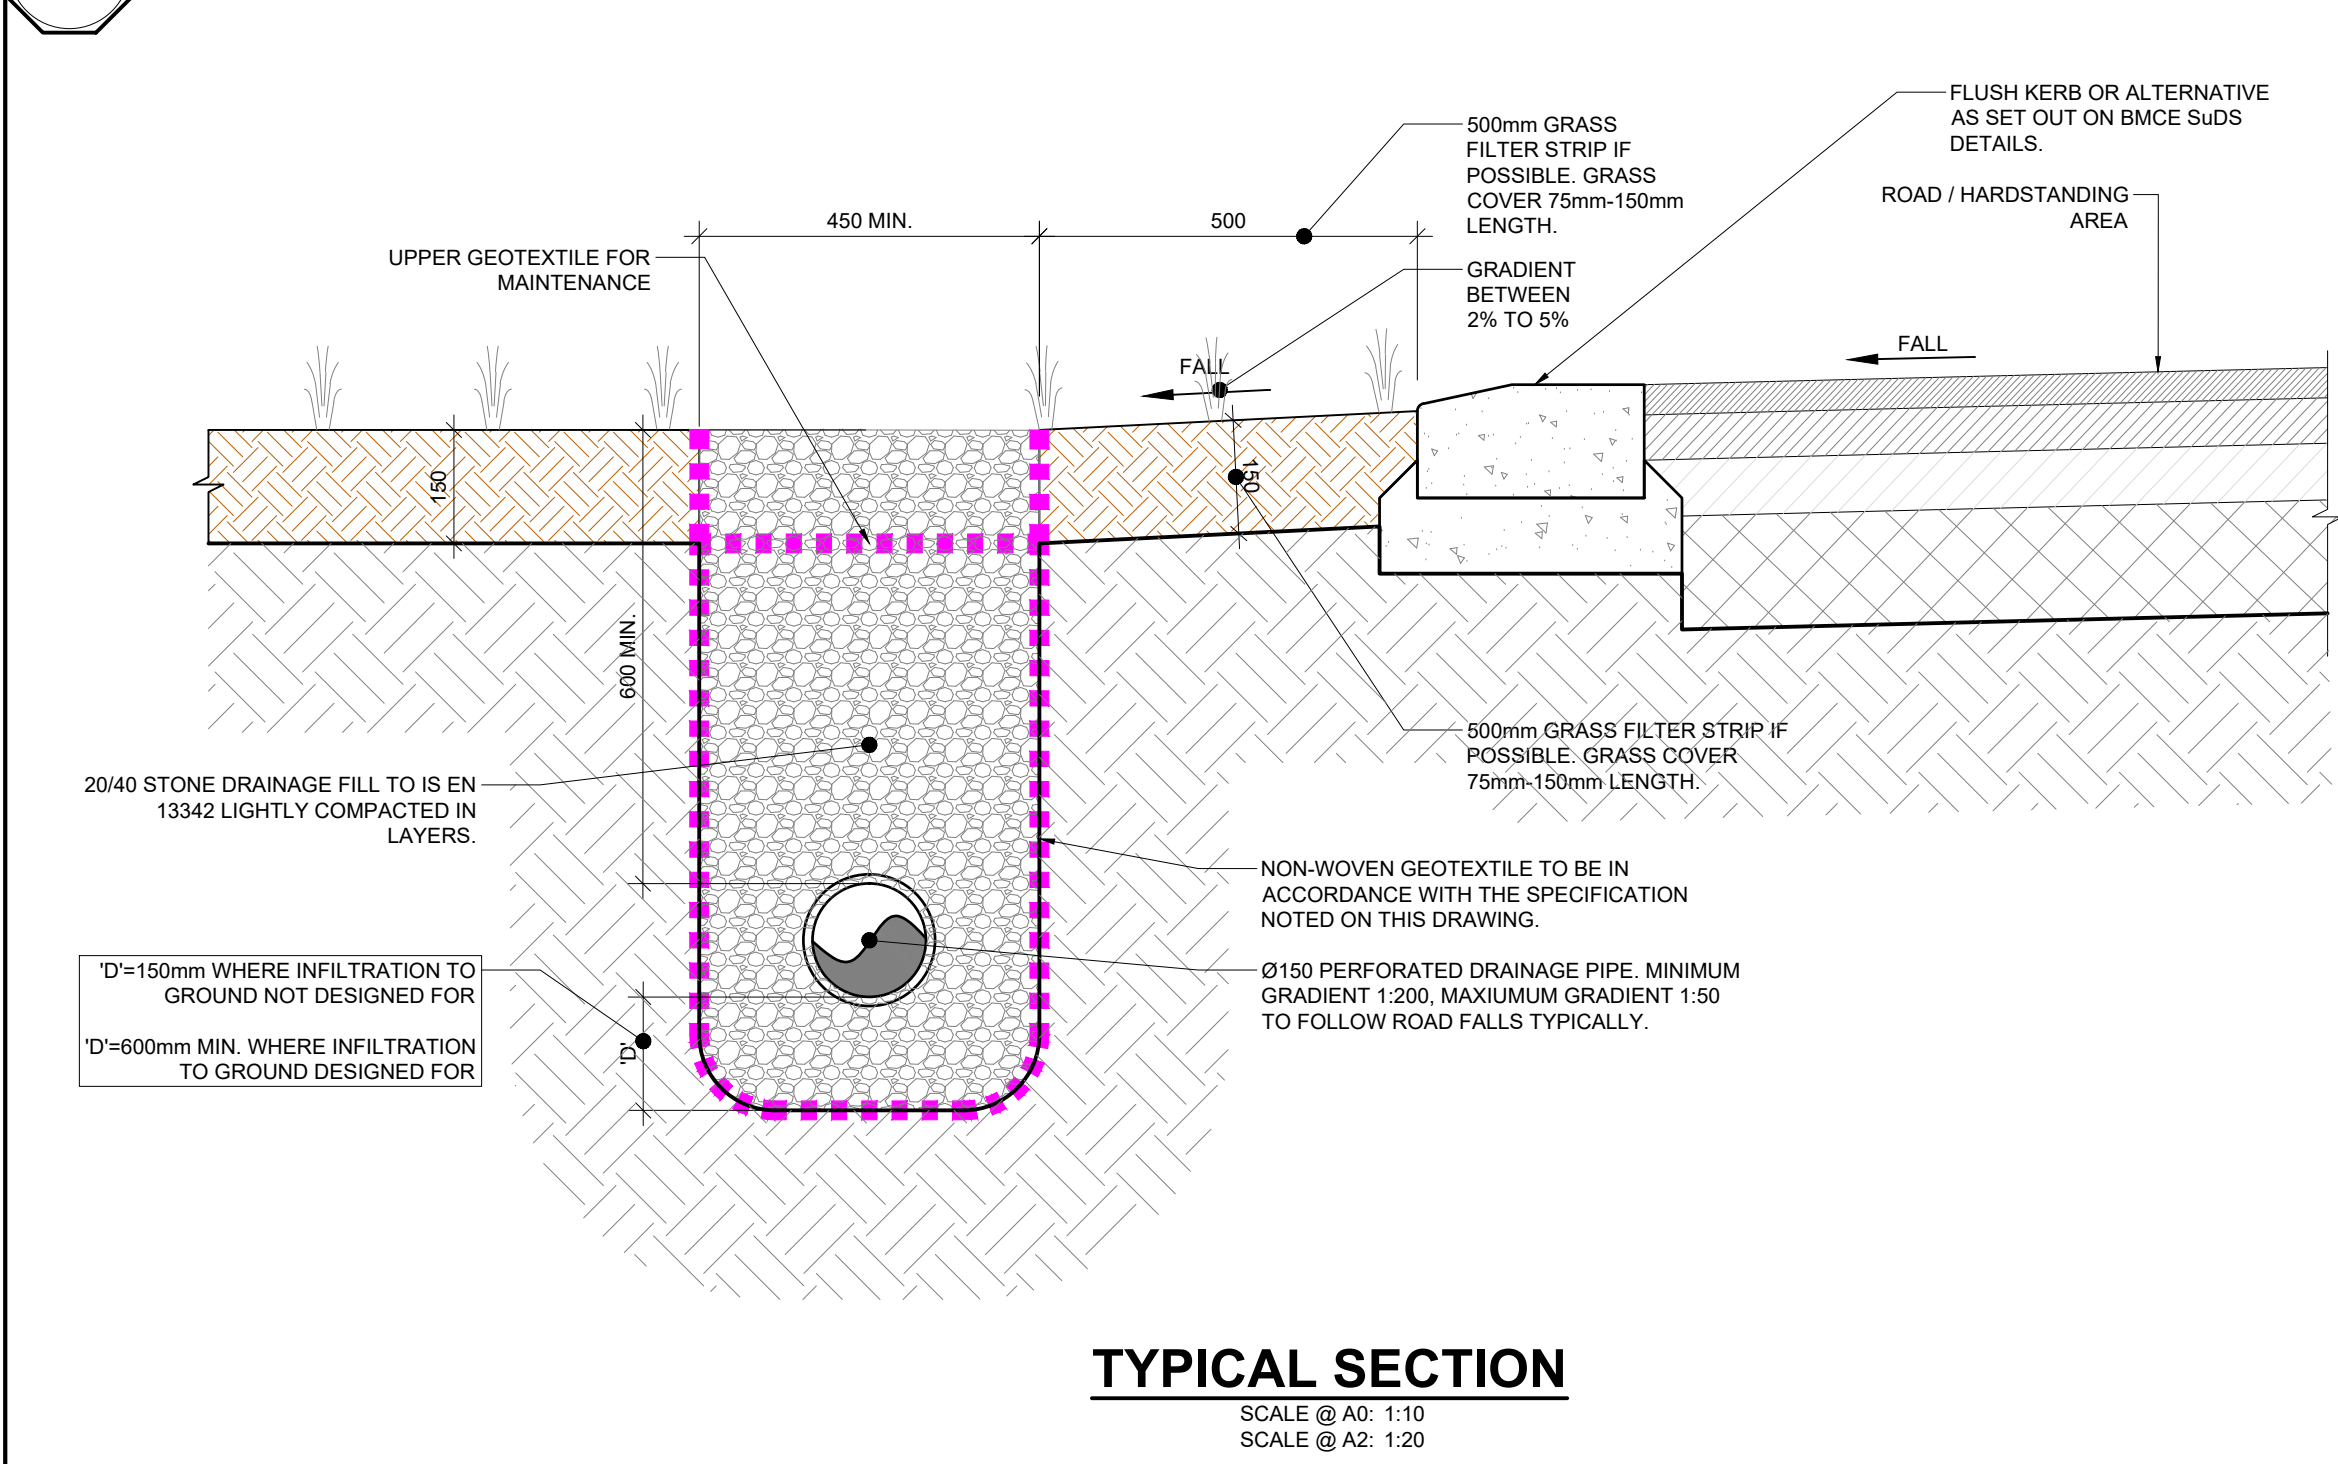 FLUSH KERB OR ALTERNATIVE
AS SET OUT ON BMCE SuDS
DETAILS.
500mm GRASS
FILTER STRIP IF
POSSIBLE. GRASS
COVER 75mm-150mm
LENGTH.
ROAD / HARDSTANDING
AREA
450 MIN.
500
UPPER GEOTEXTILE FOR
MAINTENANCE
GRADIENT
BETWEEN
2% TO 5%
FALL
FALL
150
150
600 MIN.
500mm GRASS FILTER STRIP IF
POSSIBLE. GRASS COVER
75mm-150mm LENGTH.
20/40 STONE DRAINAGE FILL TO IS EN
13342 LIGHTLY COMPACTED IN
LAYERS.
NON-WOVEN GEOTEXTILE TO BE IN
ACCORDANCE WITH THE SPECIFICATION
NOTED ON THIS DRAWING.
'D'=150mm WHERE INFILTRATION TO
GROUND NOT DESIGNED FOR
'D'=600mm MIN. WHERE INFILTRATION
TO GROUND DESIGNED FOR
'D'
Ø150 PERFORATED DRAINAGE PIPE. MINIMUM
GRADIENT 1:200, MAXIUMUM GRADIENT 1:50
TO FOLLOW ROAD FALLS TYPICALLY.
TYPICAL SECTION
SCALE @ A0: 1:10
SCALE @ A2: 1:20